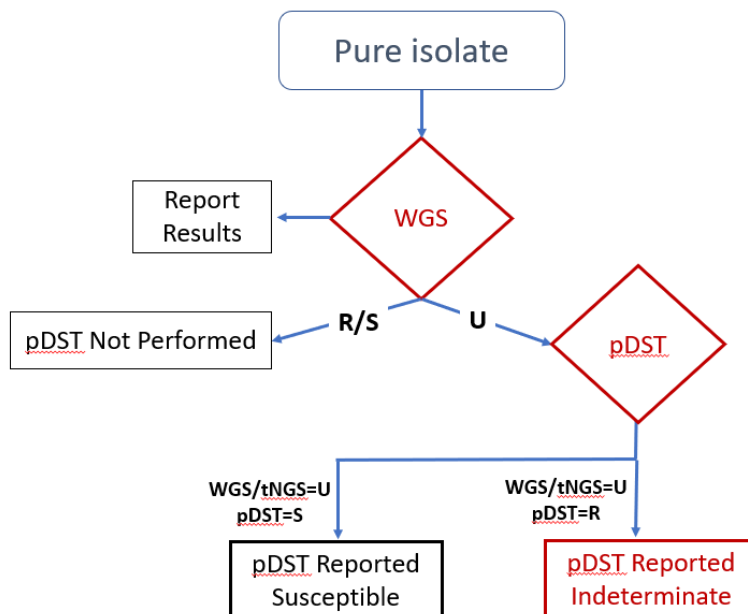 Pure isolate
WGS
Report
Results
R/S
U
pDST Not Performed
pDST
WGS/tNGS=U
pDST=S
WGS/tNGS=U
pDST=R
pDST Reported
Susceptible
pDST Reported
Indeterminate